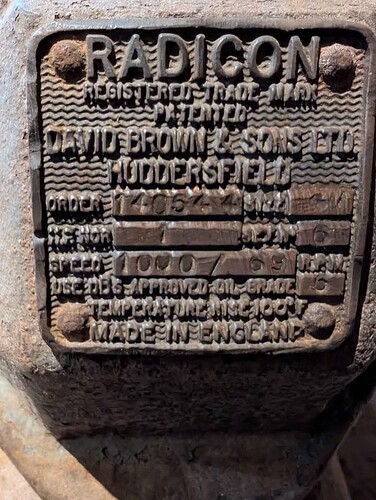 RADICON
REGISTERED TRADE-MARK
PATENTED
DAVID BROWN & SONS LTD
HUDDERSFIELD
ORDER 140644
1
SPEED 1000/69 R.P.M.
USE D.B.S. APPROVED OIL GRADE 6
TEMPERATURE RISE 100°F
MADE IN ENGLAND